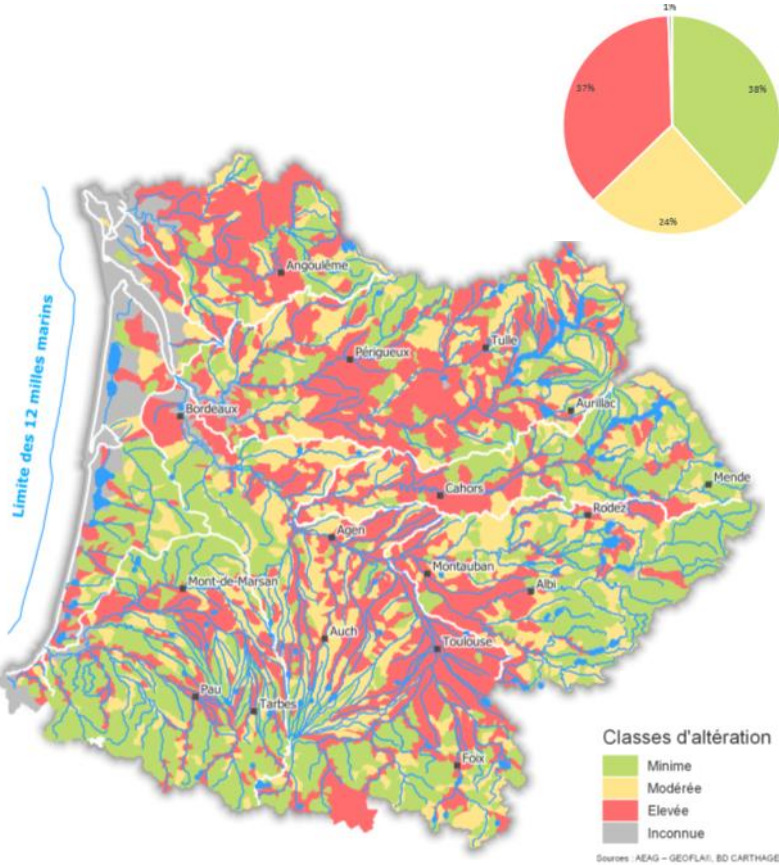 1%
37%
38%
24%
Limite des 12 milles marins
Angoulême
Périgueux
Tulle
Bordeaux
Aurillac
Mende
Cahors
Rodez
Agen
Montauban
Mont-de-Marsan
Albi
Auch
Toulouse
Pau
Tarbes
Foix
Classes d'altération
Minime
Modérée
Elevée
Inconnue
Sources : AEAG – GEOFLA®, BD CARTHAGE